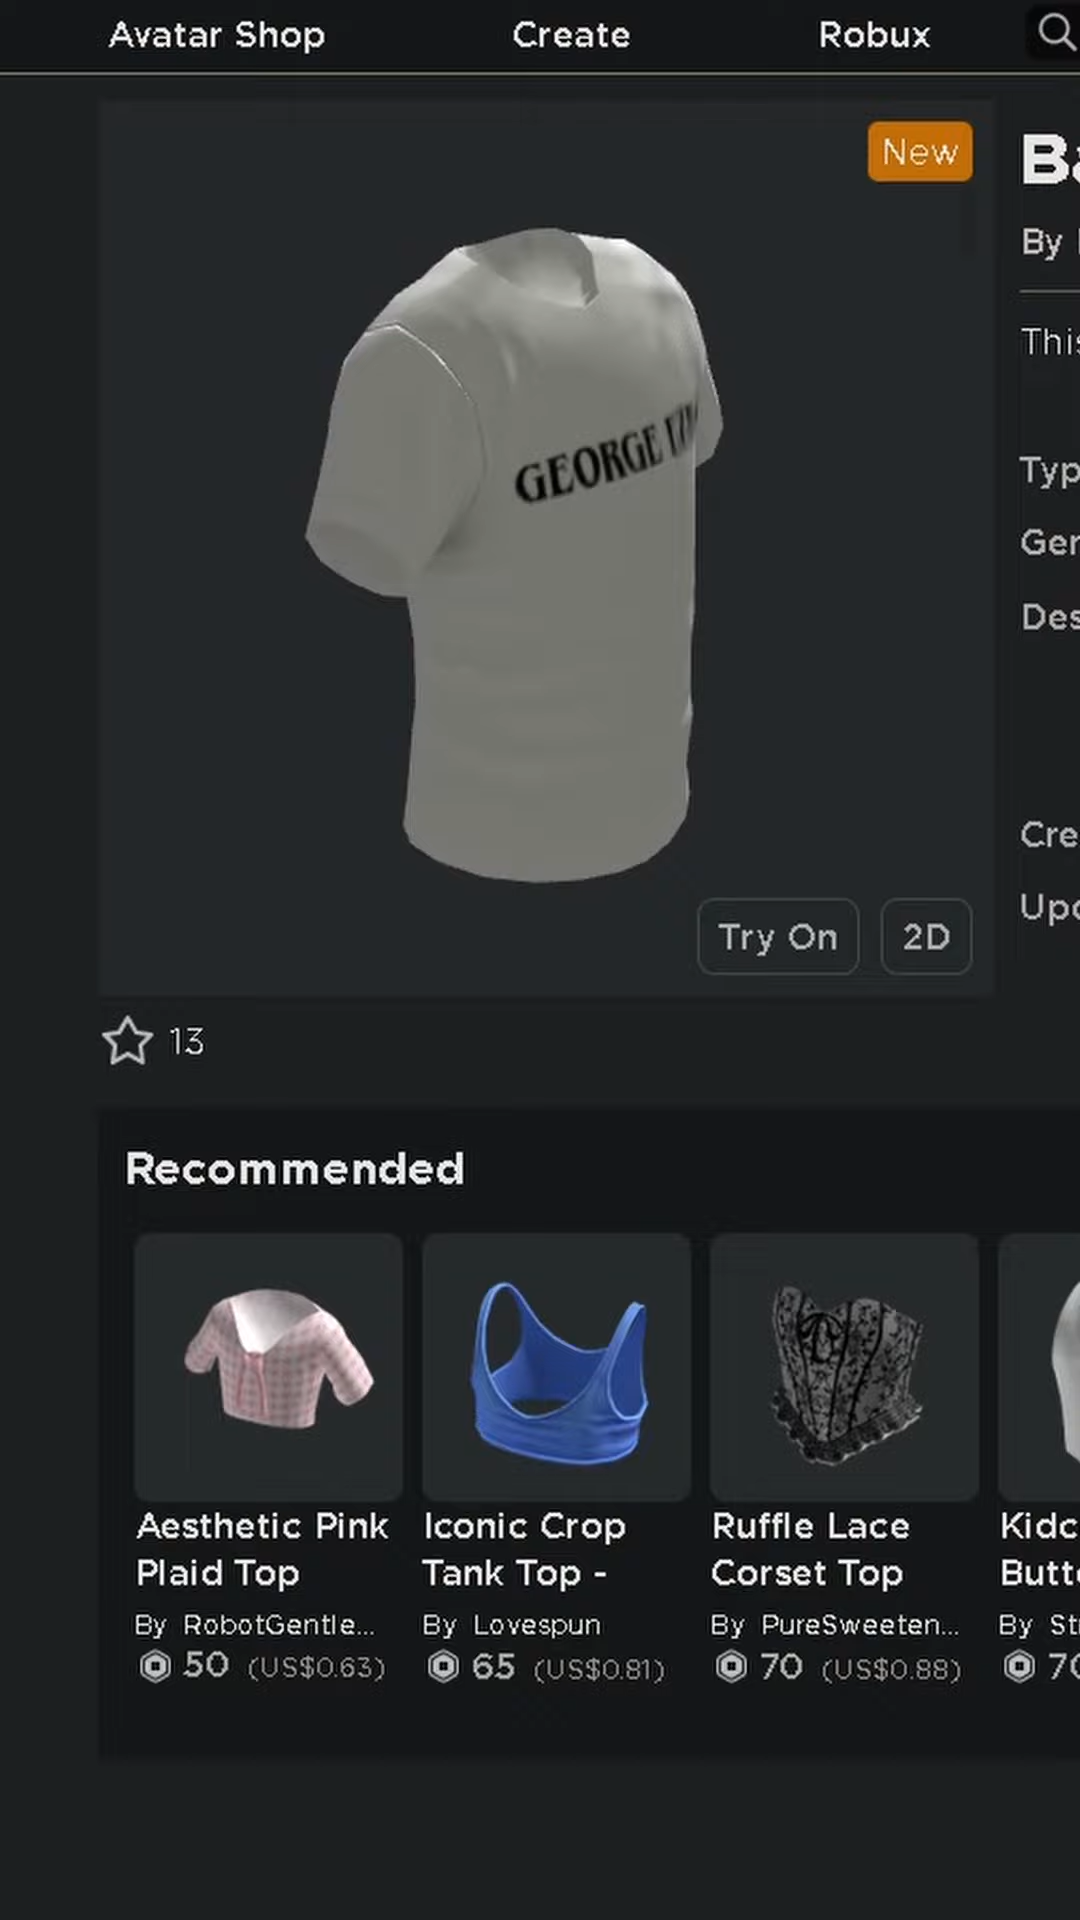 Avatar Shop Create Robux
New
GEORGE
By
Try On 2D
13
Recommended
Aesthetic Pink Plaid Top
By RobotGentle...
50 (US$0.63)
Iconic Crop Tank Top -
By Lovespun
65 (US$0.81)
Ruffle Lace Corset Top
By PureSweeten...
70 (US$0.88)
By